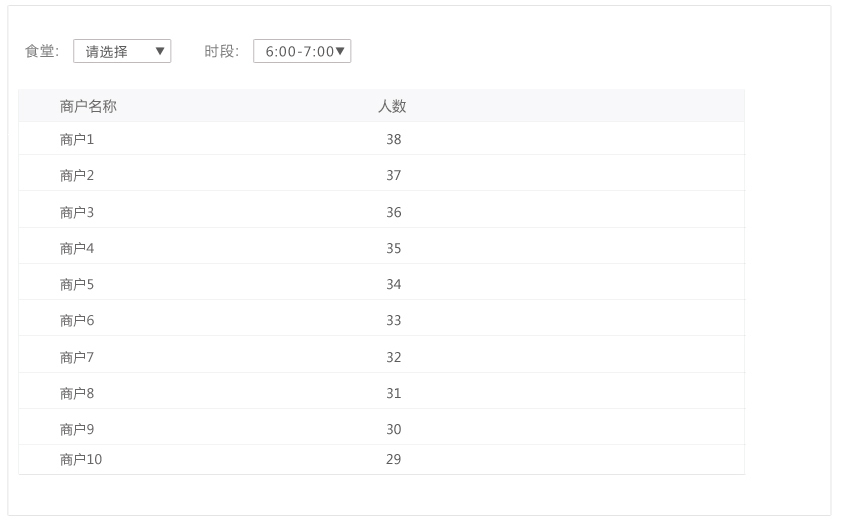 食堂: 请选择 时段: 6:00-7:00
商户名称 人数
商户1 38
商户2 37
商户3 36
商户4 35
商户5 34
商户6 33
商户7 32
商户8 31
商户9 30
商户10 29